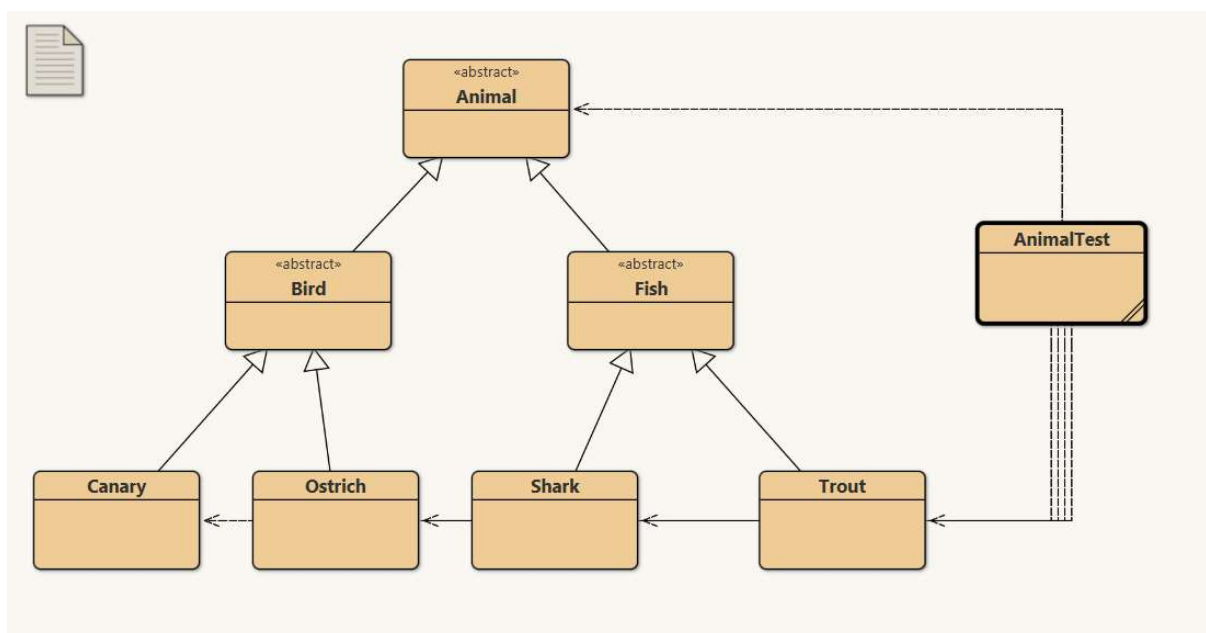 «abstract»
Animal
AnimalTest
«abstract»
Bird
«abstract»
Fish
Canary
Ostrich
Shark
Trout